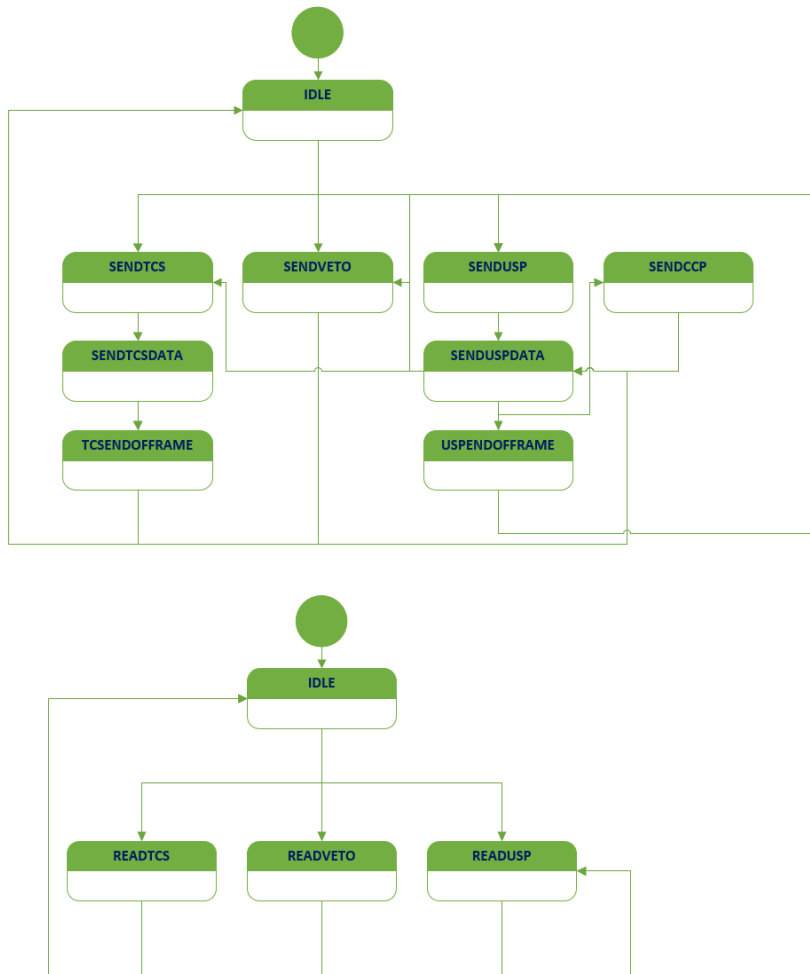 IDLE
SENDTCS
SENDVETO
SENDUSP
SENDCCP
SENDTCSDATA
SENDUSPDATA
TCSENDOFFRAME
USPENDOFFRAME
IDLE
READTCS
READVETO
READUSP